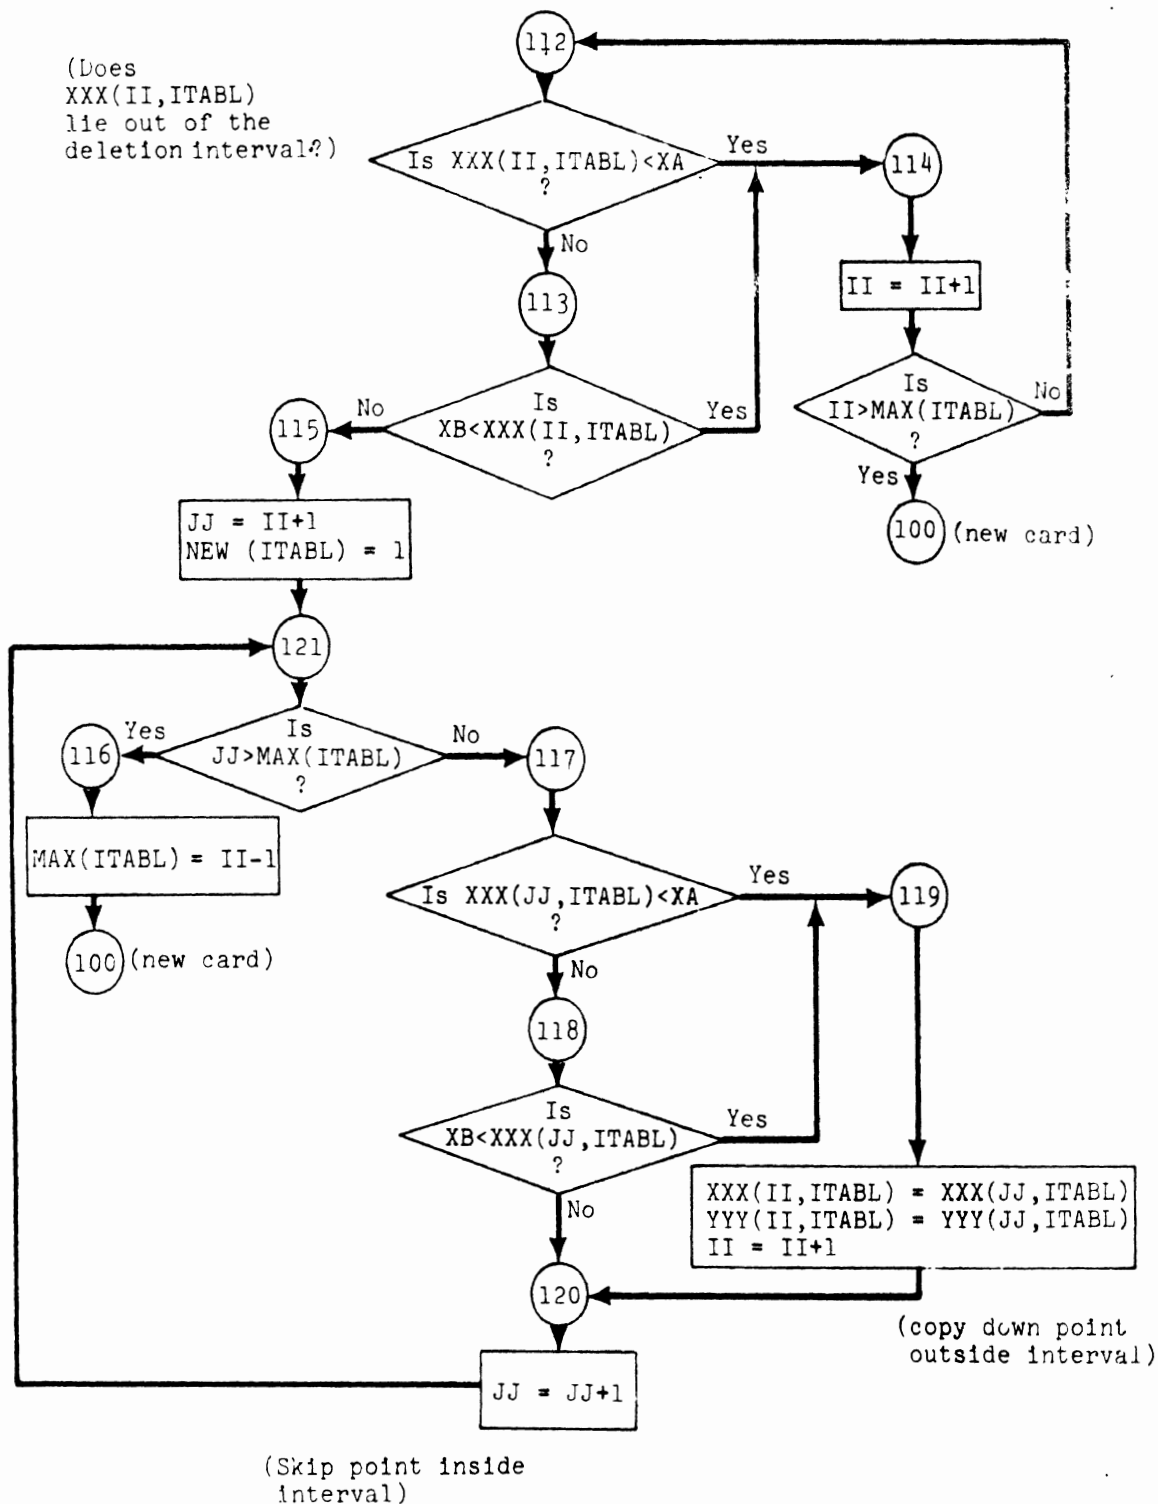 112
(Does
XXX(II,ITABL)
lie out of the
deletion interval?)
Is XXX(II,ITABL)<XA
?
Yes
114
No
113
II = II+1
Is
II>MAX(ITABL)
?
No
Yes
100 (new card)
Is
XB<XXX(II,ITABL)
?
Yes
No
115
JJ = II+1
NEW (ITABL) = 1
121
Is
JJ>MAX(ITABL)
?
Yes
116
No
117
MAX(ITABL) = II-1
100 (new card)
Is XXX(JJ,ITABL)<XA
?
Yes
119
No
118
Is
XB<XXX(JJ,ITABL)
?
Yes
No
XXX(II,ITABL) = XXX(JJ,ITABL)
YYY(II,ITABL) = YYY(JJ,ITABL)
II = II+1
120
(copy down point
outside interval)
JJ = JJ+1
(Skip point inside
interval)